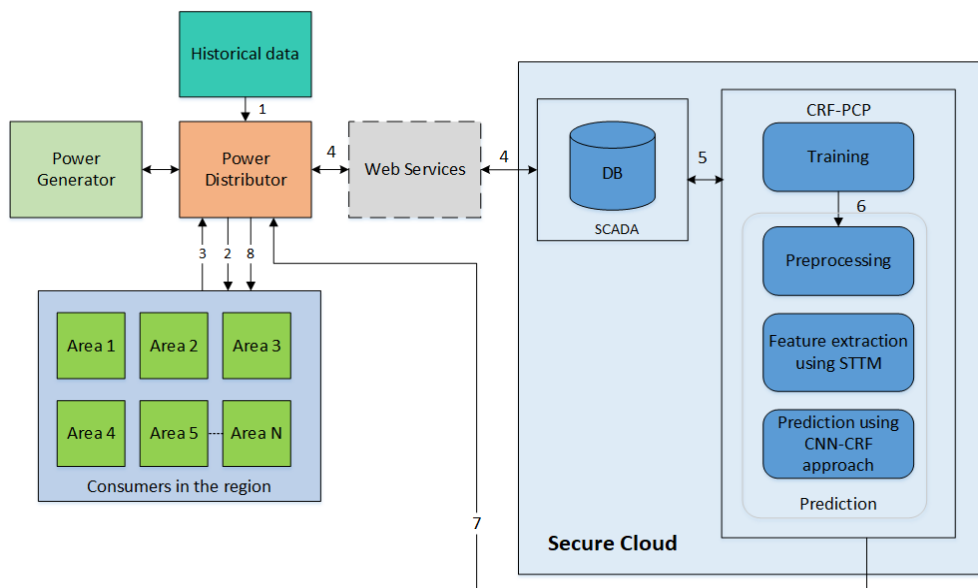 Historical data
1
Power
Generator
Power
Distributor
4
Web Services
4
DB
SCADA
5
CRF-PCP
Training
6
Preprocessing
Feature extraction
using STTM
Prediction using
CNN-CRF
approach
Prediction
3
2
8
Area 1
Area 2
Area 3
Area 4
Area 5
Area N
Consumers in the region
7
Secure Cloud